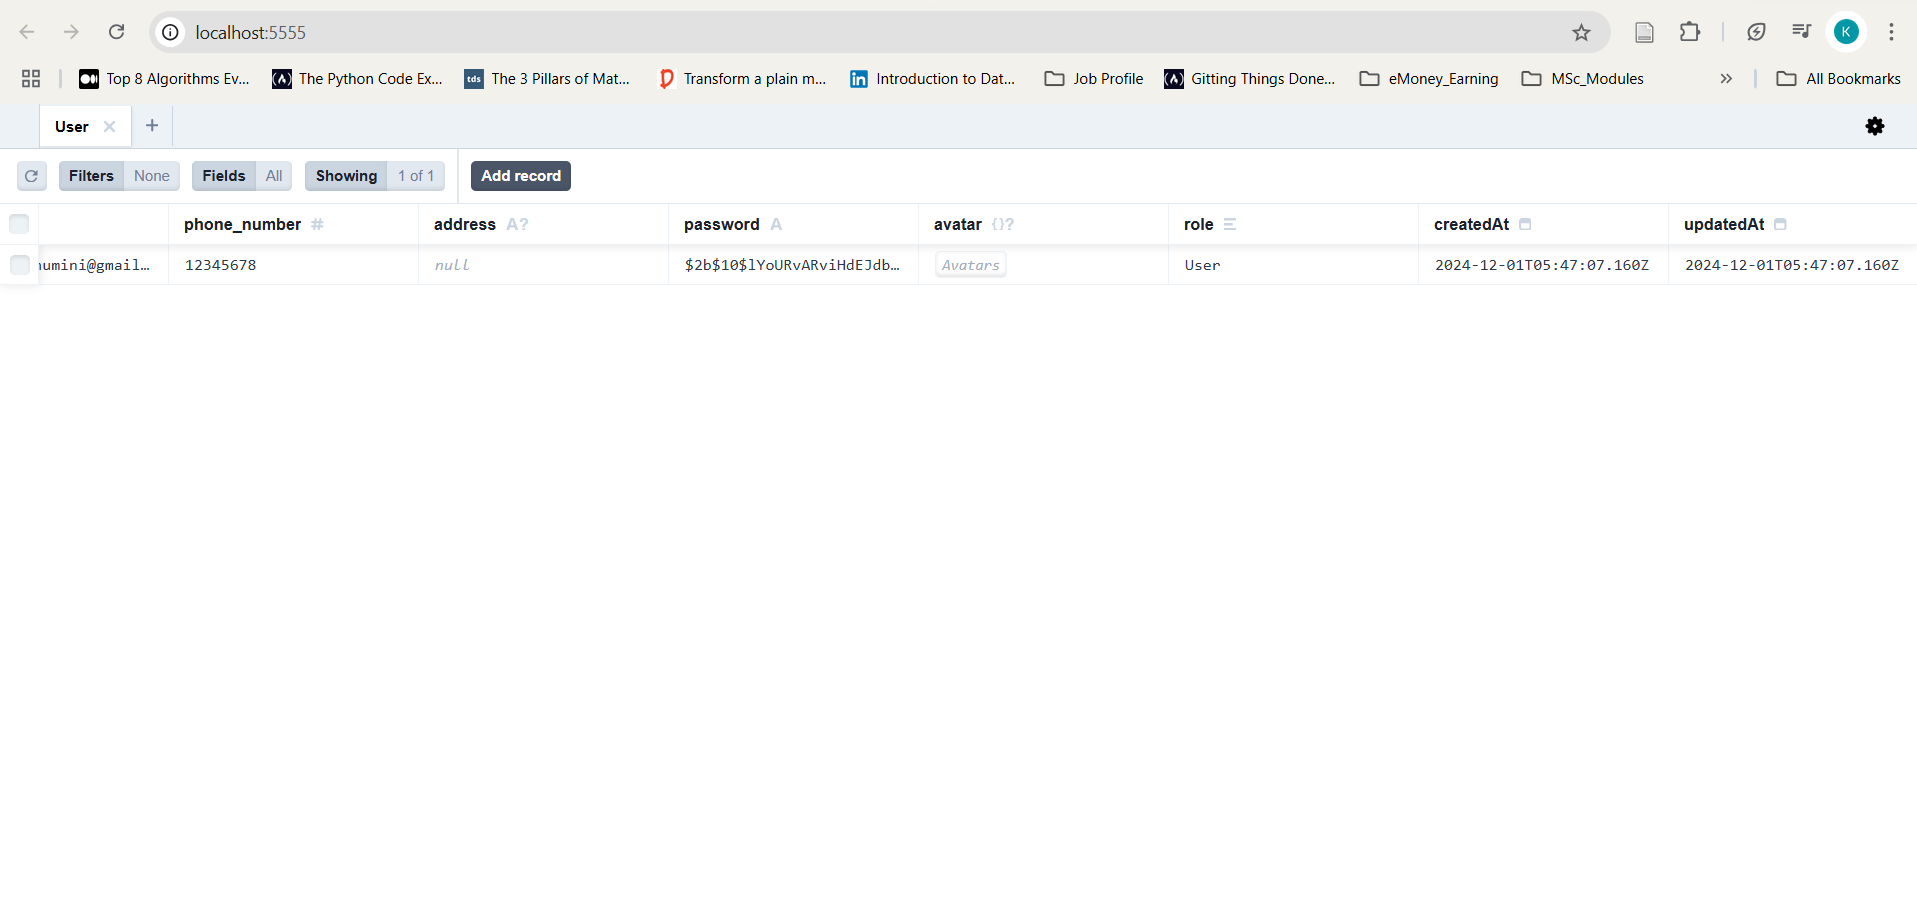 localhost:5555
K
Top 8 Algorithms Ev... The Python Code Ex... tds The 3 Pillars of Mat... Transform a plain m... in Introduction to Dat... Job Profile Gitting Things Done... eMoney_Earning MSc_Modules » All Bookmarks
User
Filters None Fields All Showing 1 of 1 Add record
phone_number # address A? password A avatar {}? role createdAt updatedAt
umini@gmail… 12345678 null $2b$10$lYoURvARviHdEJdb… Avatars User 2024-12-01T05:47:07.160Z 2024-12-01T05:47:07.160Z